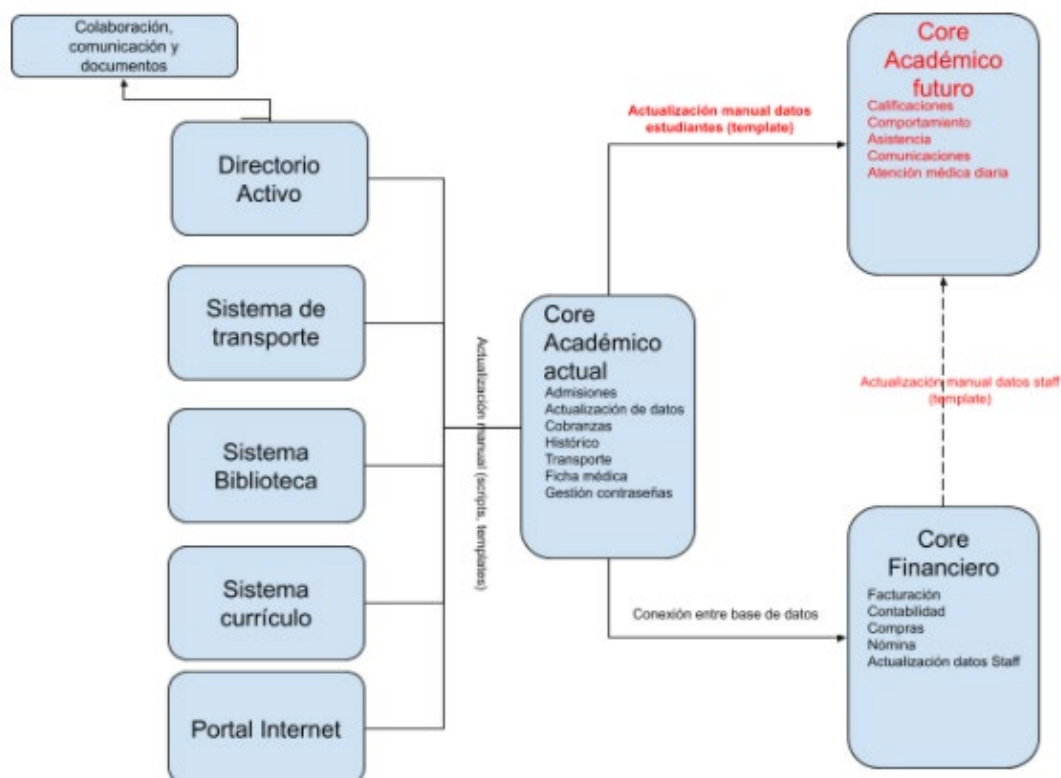 Colaboración,
comunicación y
documentos
Directorio
Activo
Sistema de
transporte
Sistema
Biblioteca
Sistema
currículo
Portal Internet
Actualización manual (scripts, templates)
Core
Académico
actual
Admisiones
Actualización de datos
Cobranzas
Histórico
Transporte
Ficha médica
Gestión contraseñas
Actualización manual datos
estudiantes (template)
Core
Académico
futuro
Calificaciones
Comportamiento
Asistencia
Comunicaciones
Atención médica diaria
Actualización manual datos staff
(template)
Conexión entre base de datos
Core
Financiero
Facturación
Contabilidad
Compras
Nómina
Actualización datos Staff